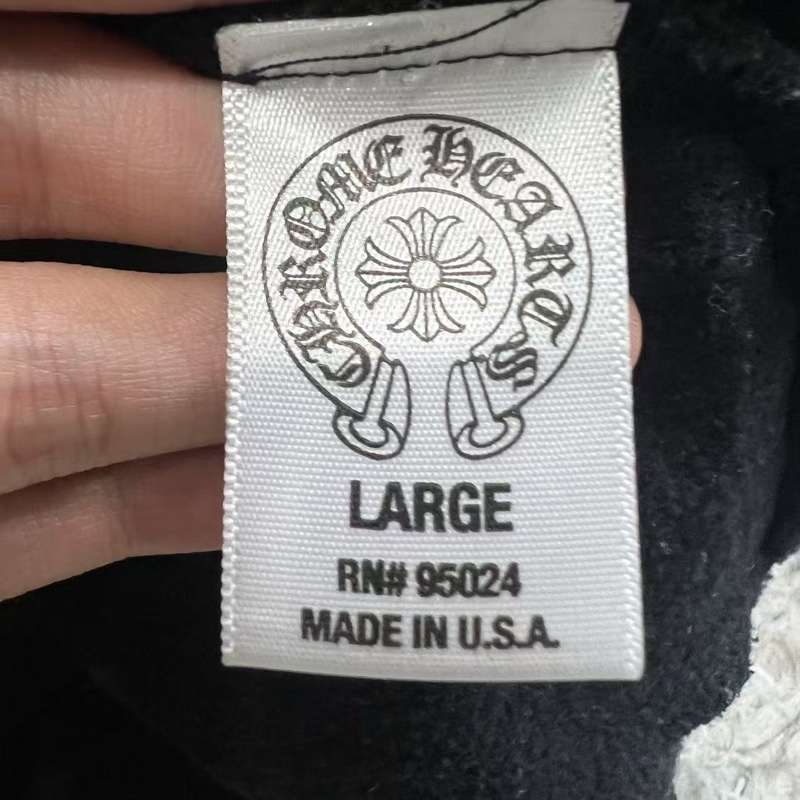 CHROME HEARTS
LARGE
RN# 95024
MADE IN U.S.A.